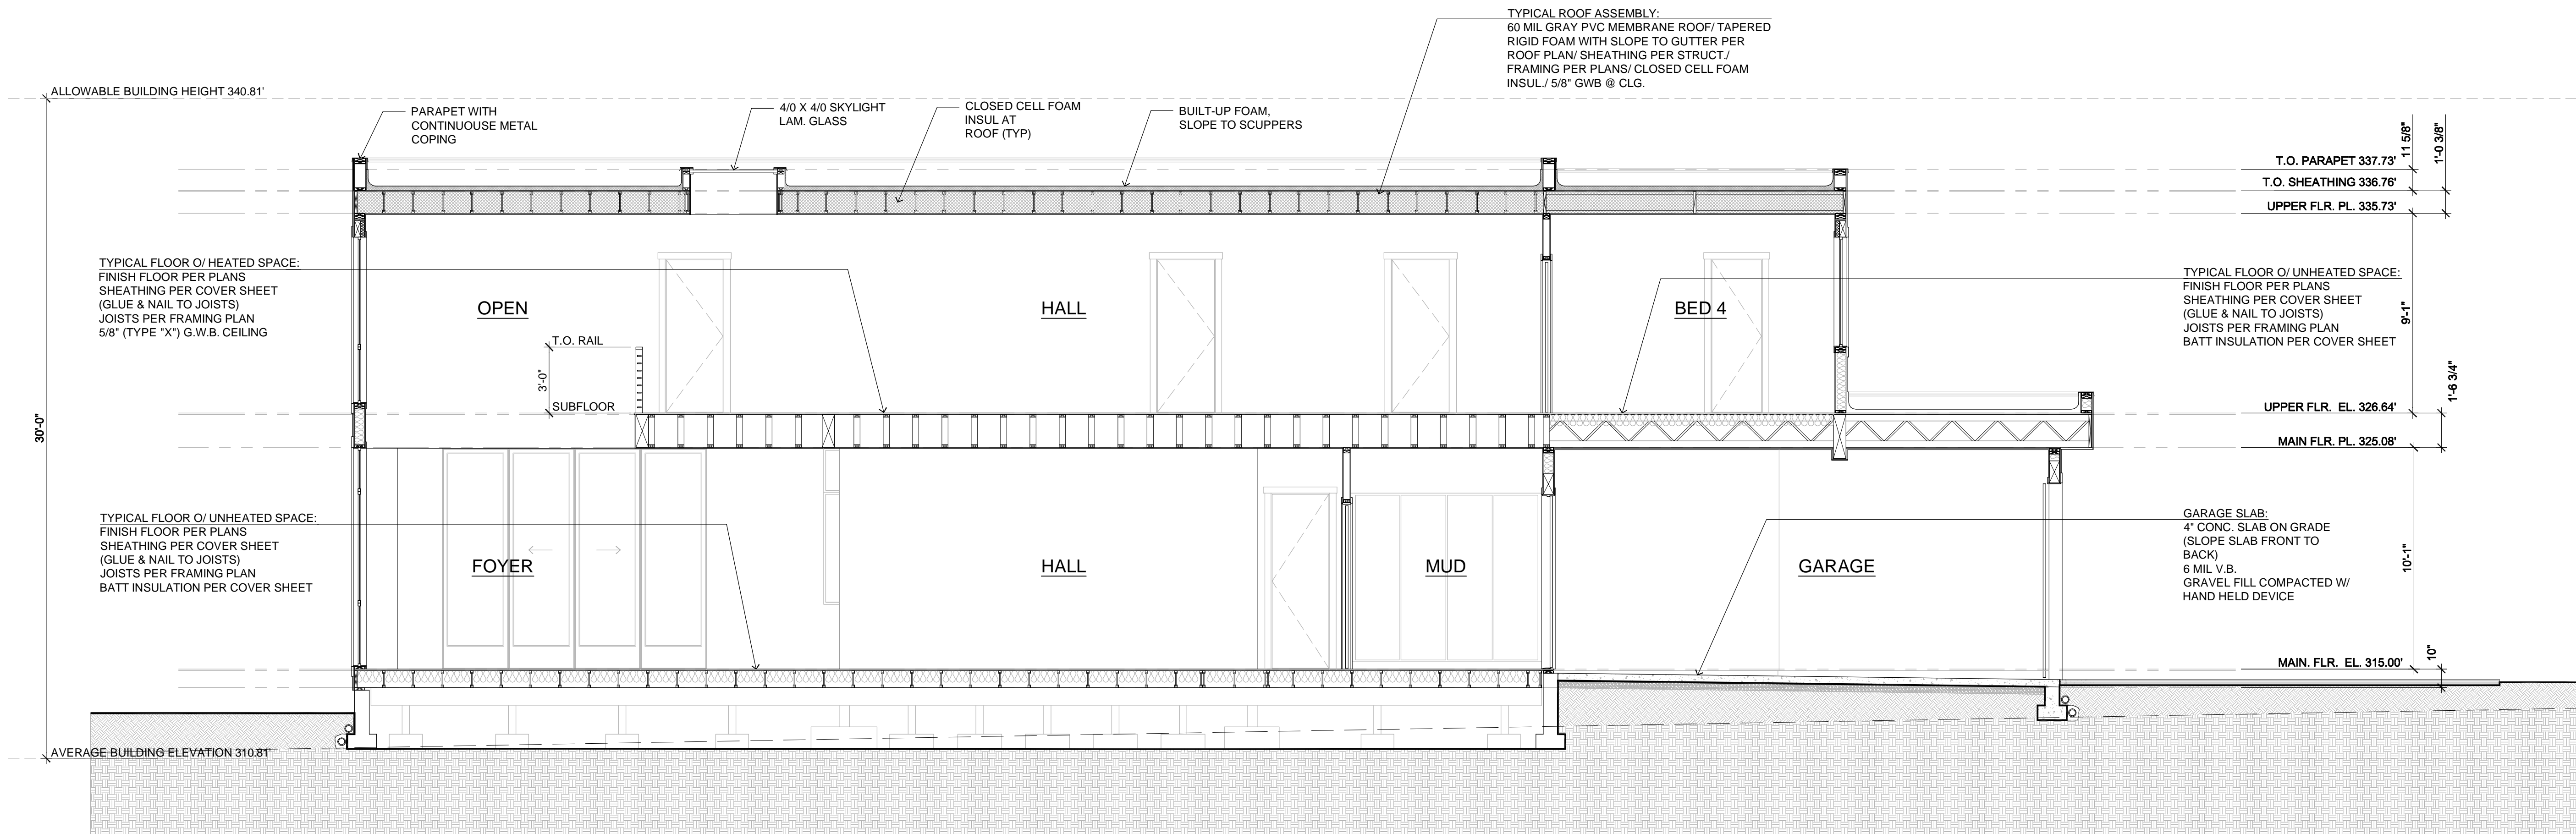 TYPICAL ROOF ASSEMBLY:
60 MIL GRAY PVC MEMBRANE ROOF/ TAPERED
RIGID FOAM WITH SLOPE TO GUTTER PER
ROOF PLAN/ SHEATHING PER STRUCT./
FRAMING PER PLANS/ CLOSED CELL FOAM
INSUL./ 5/8" GWB @ CLG.
ALLOWABLE BUILDING HEIGHT 340.81'
PARAPET WITH
CONTINUOUSE METAL
COPING
4/0 X 4/0 SKYLIGHT
LAM. GLASS
CLOSED CELL FOAM
INSUL AT
ROOF (TYP)
BUILT-UP FOAM,
SLOPE TO SCUPPERS
11 5/8"
1'-0 3/8"
T.O. PARAPET 337.73'
T.O. SHEATHING 336.76'
UPPER FLR. PL. 335.73'
TYPICAL FLOOR O/ HEATED SPACE:
FINISH FLOOR PER PLANS
SHEATHING PER COVER SHEET
(GLUE & NAIL TO JOISTS)
JOISTS PER FRAMING PLAN
5/8" (TYPE "X") G.W.B. CEILING
OPEN
HALL
BED 4
TYPICAL FLOOR O/ UNHEATED SPACE:
FINISH FLOOR PER PLANS
SHEATHING PER COVER SHEET
(GLUE & NAIL TO JOISTS)
JOISTS PER FRAMING PLAN
BATT INSULATION PER COVER SHEET
9'-1"
T.O. RAIL
3'-0"
SUBFLOOR
1'-6 3/4"
UPPER FLR. EL. 326.64'
MAIN FLR. PL. 325.08'
30'-0"
TYPICAL FLOOR O/ UNHEATED SPACE:
FINISH FLOOR PER PLANS
SHEATHING PER COVER SHEET
(GLUE & NAIL TO JOISTS)
JOISTS PER FRAMING PLAN
BATT INSULATION PER COVER SHEET
FOYER
HALL
MUD
GARAGE
GARAGE SLAB:
4" CONC. SLAB ON GRADE
(SLOPE SLAB FRONT TO
BACK)
6 MIL V.B.
GRAVEL FILL COMPACTED W/
HAND HELD DEVICE
10'-1"
10"
MAIN. FLR. EL. 315.00'
AVERAGE BUILDING ELEVATION 310.81'